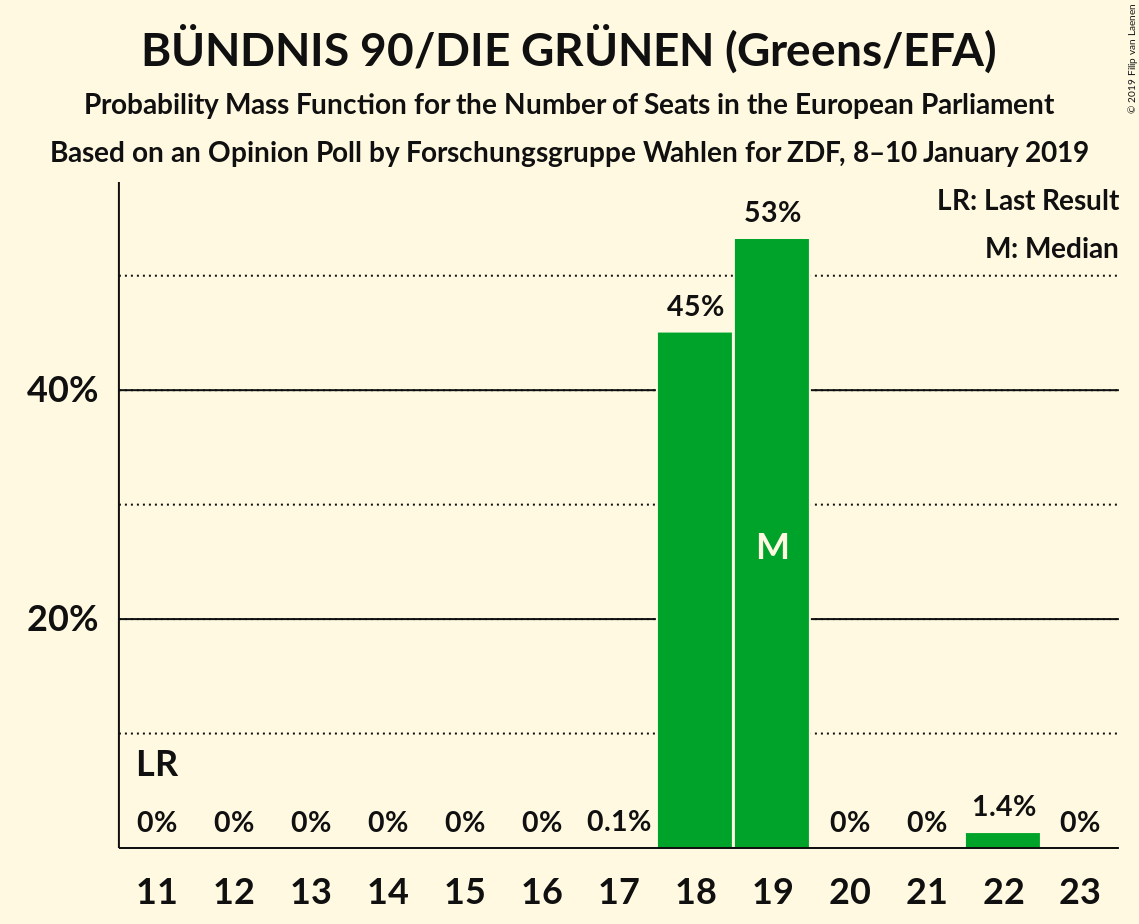 BÜNDNIS 90/DIE GRÜNEN (Greens/EFA)
Probability Mass Function for the Number of Seats in the European Parliament
Based on an Opinion Poll by Forschungsgruppe Wahlen for ZDF, 8–10 January 2019
© 2019 Filip van Laenen
LR: Last Result
M: Median
53%
45%
40%
M
20%
LR
0% 0% 0% 0% 0% 0% 0.1% 0% 0% 1.4% 0%
11 12 13 14 15 16 17 18 19 20 21 22 23